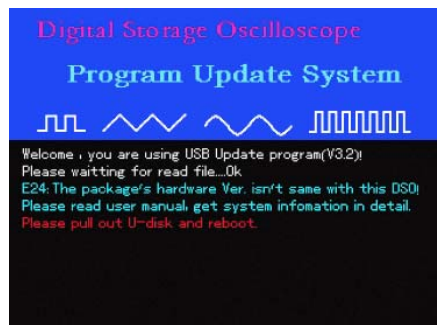 Digital Storage Oscilloscope
Program Update System
Welcome , you are using USB Update program(V3.2)!
Please waitting for read file...Ok
E24: The package's hardware Ver. isn't same with this DSO!
Please read user manual, get system infomation in detail.
Please pull out U-disk and reboot.